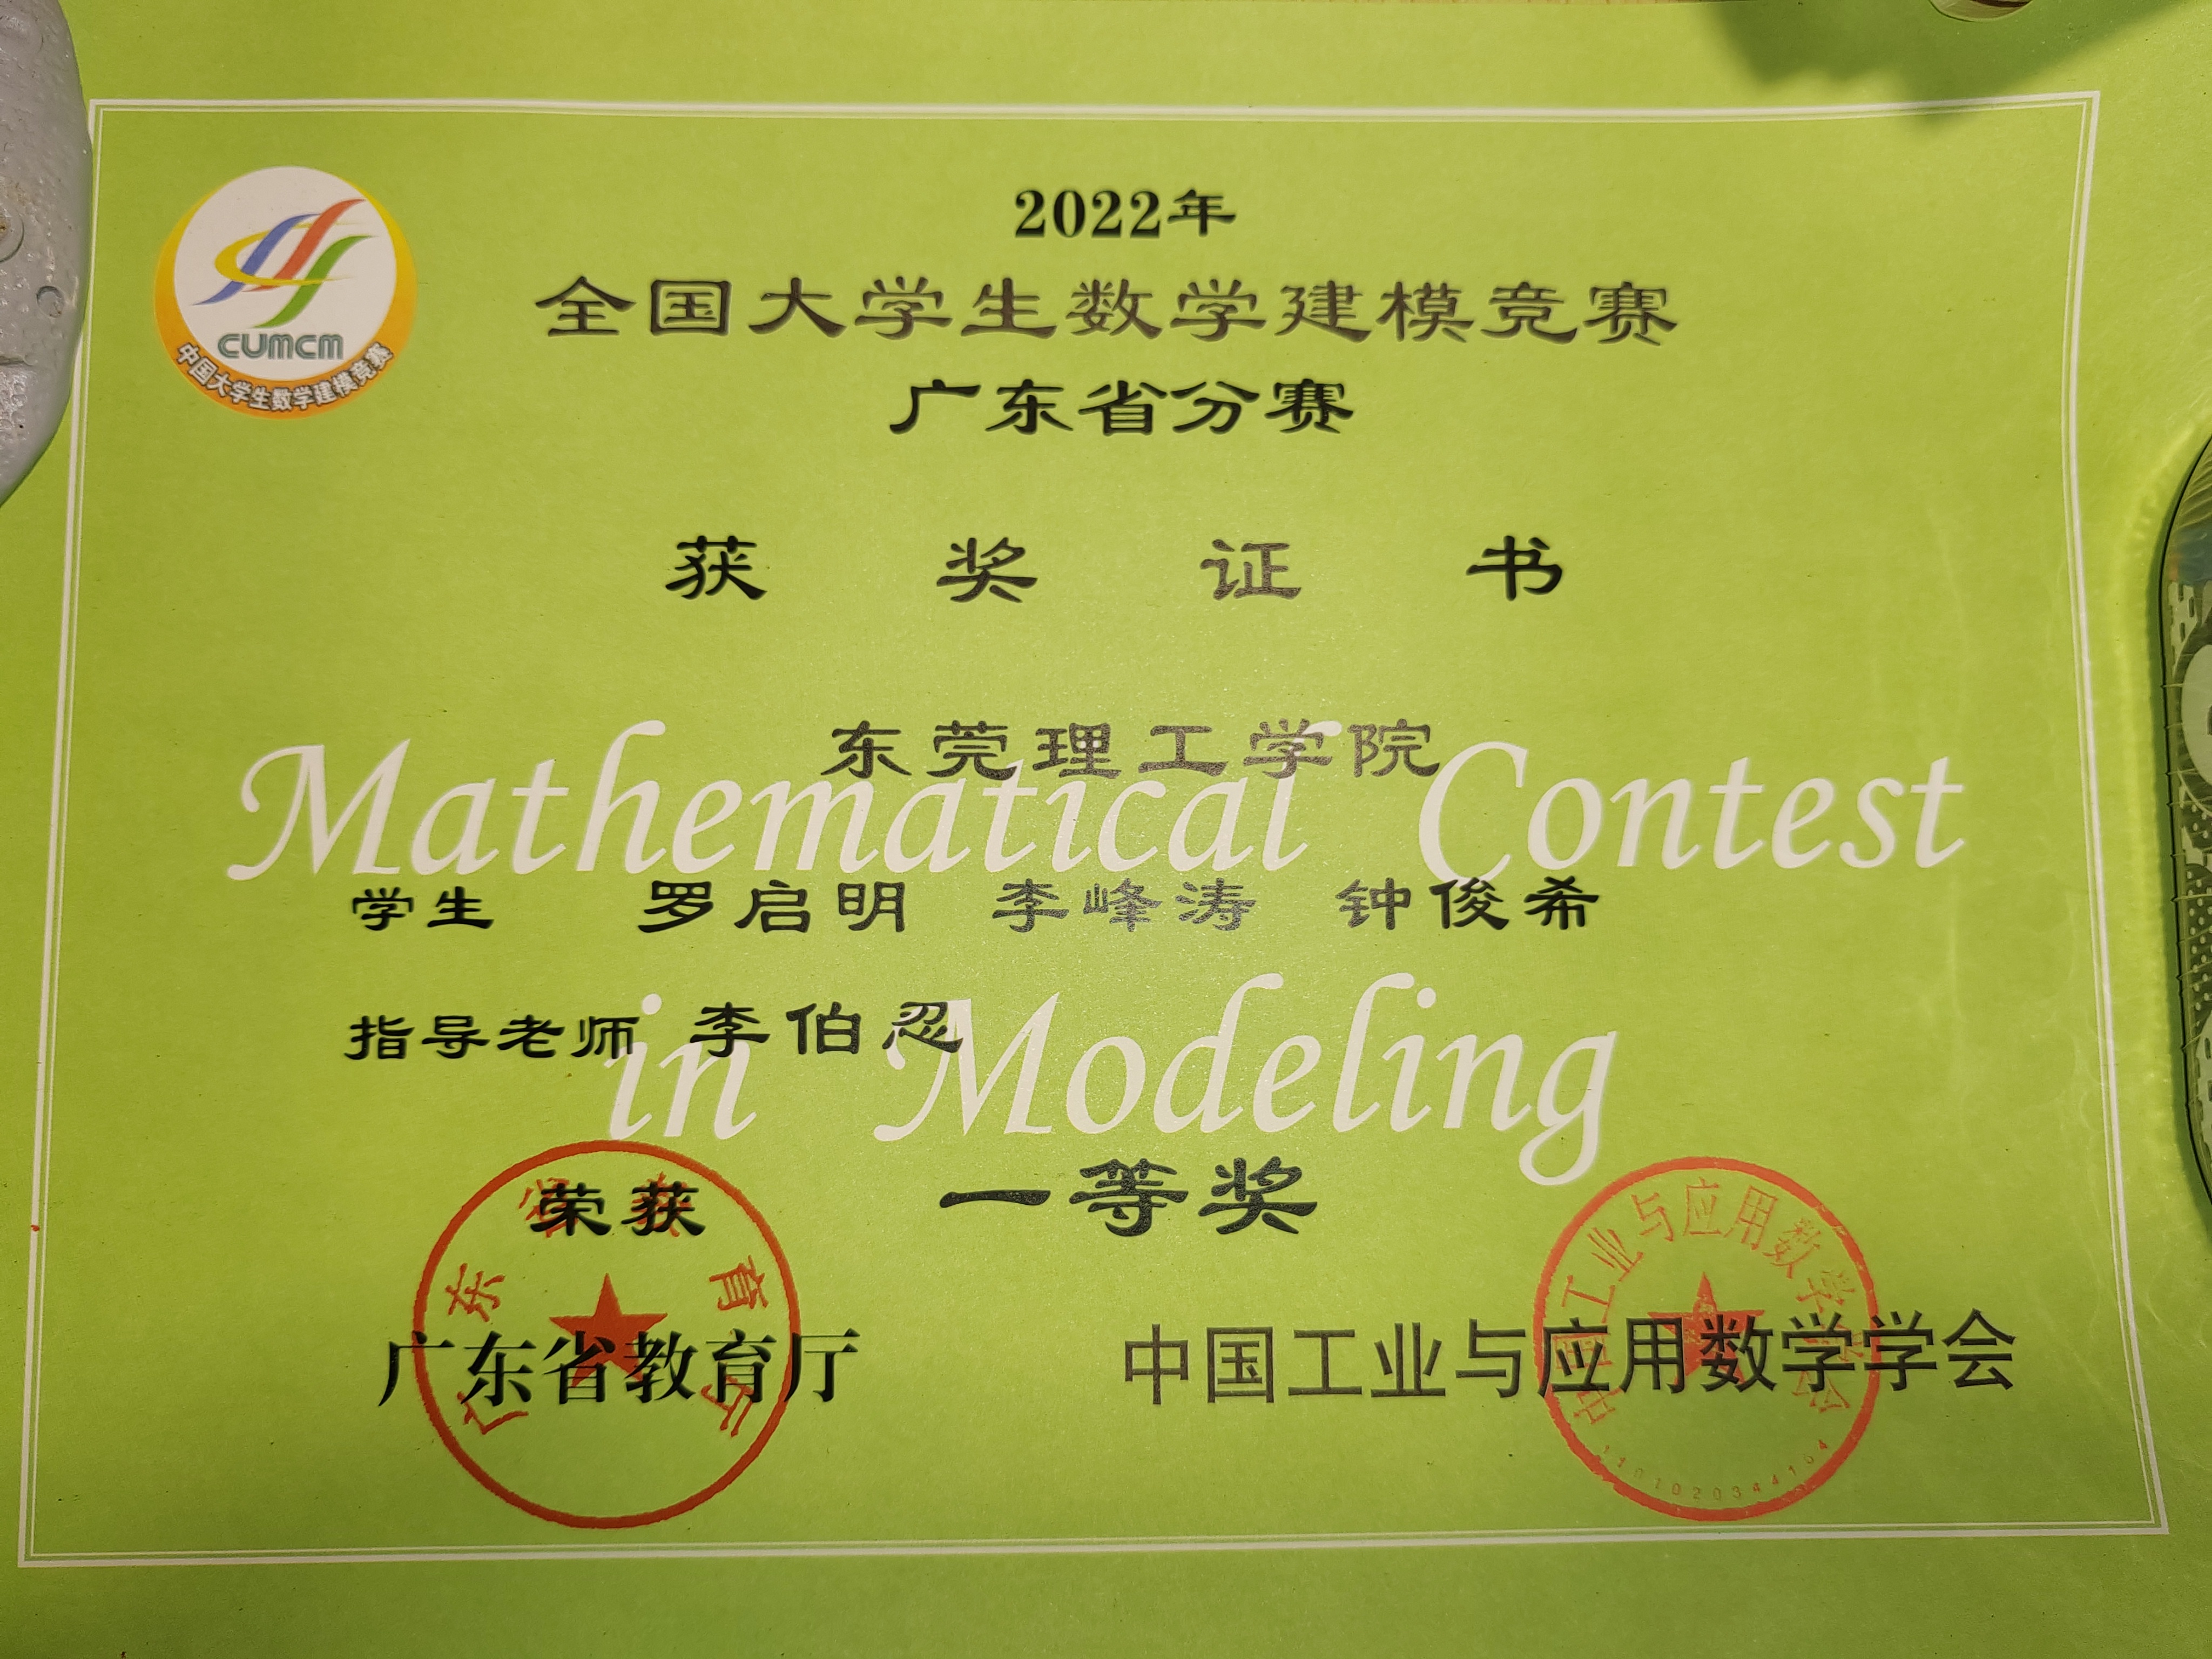 2022年
全国大学生数学建模竞赛
广东省分赛
CUMCM
中国大学生数学建模竞赛
获奖证书
东莞理工学院
Mathematical Contest
学生 罗启明 李峰涛 钟俊希
指导老师 李伯忍
in Modeling
荣获 一等奖
广东省教育厅
中国工业与应用数学学会
广东省教育厅
中国工业与应用数学学会